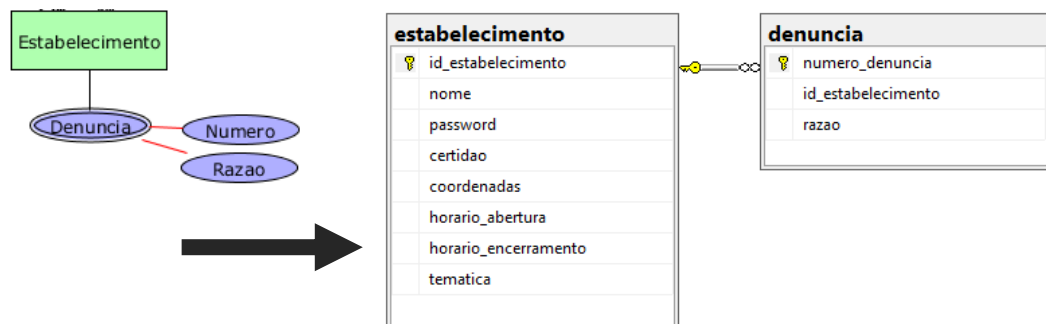 Estabelecimento
Denuncia
Numero
Razao
estabelecimento
id_estabelecimento
nome
password
certidao
coordenadas
horario_abertura
horario_encerramento
tematica
denuncia
numero_denuncia
id_estabelecimento
razao